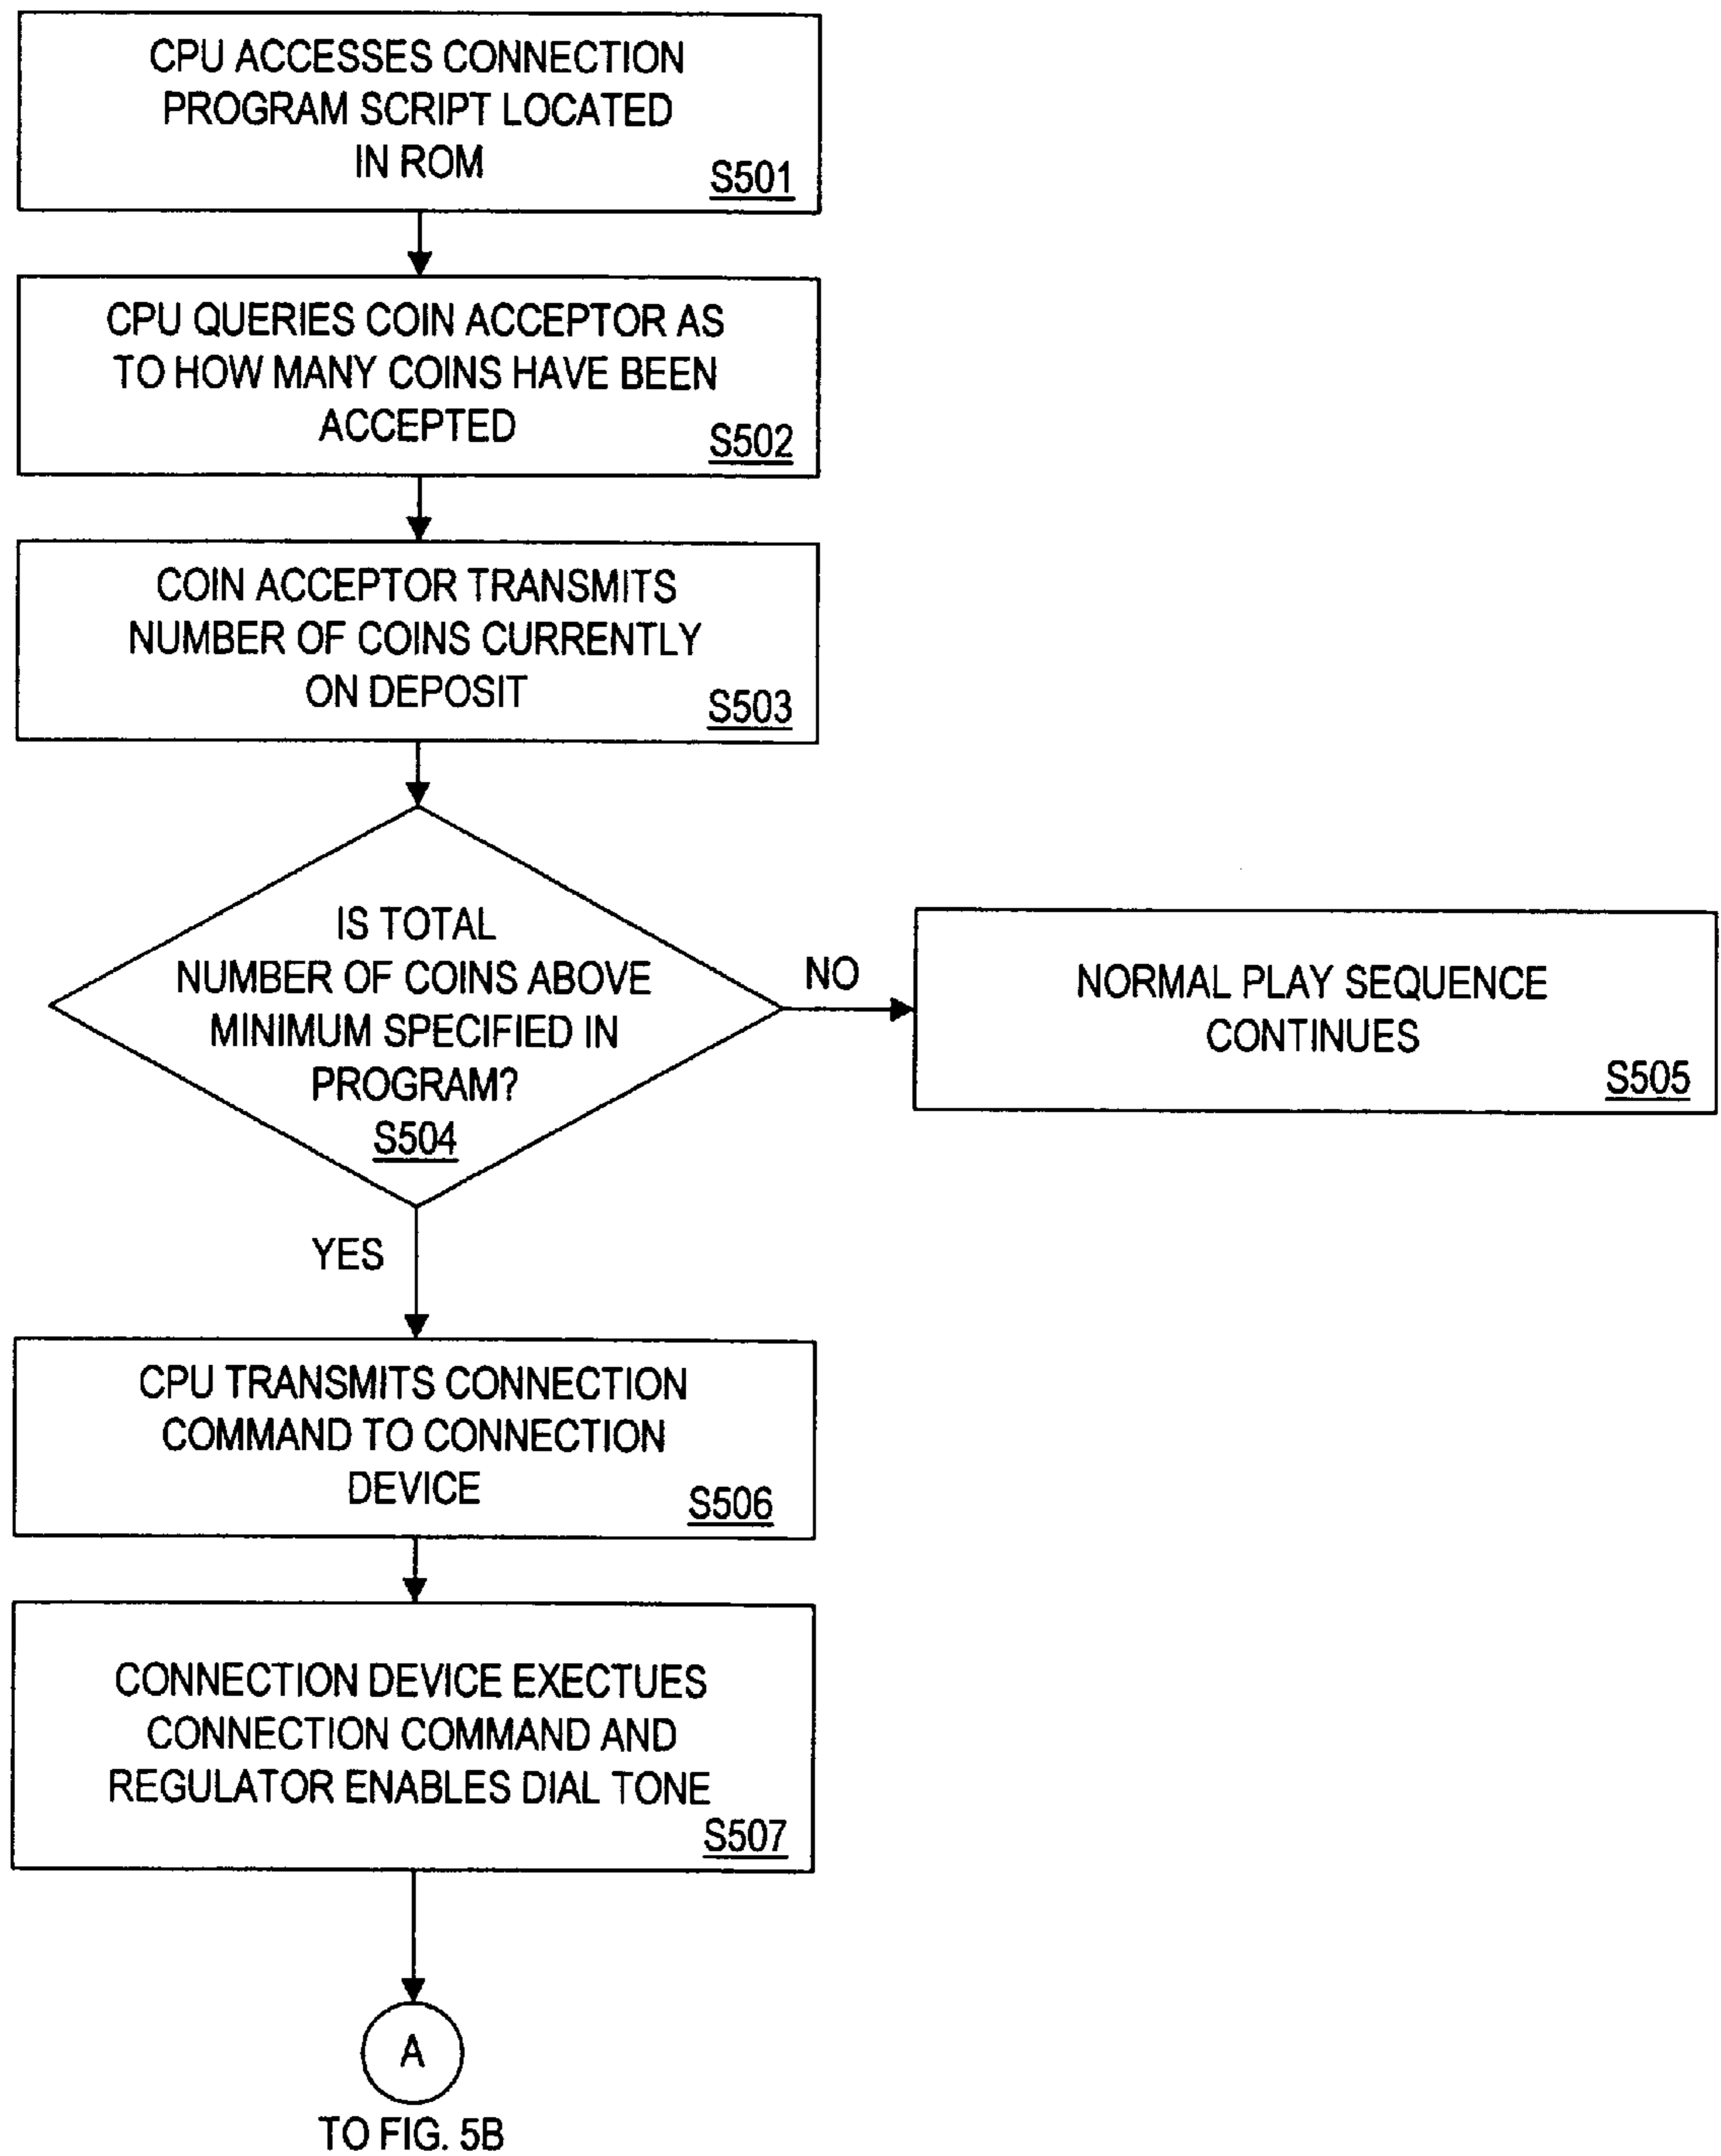 CPU ACCESSES CONNECTION
PROGRAM SCRIPT LOCATED
IN ROM
S501
CPU QUERIES COIN ACCEPTOR AS
TO HOW MANY COINS HAVE BEEN
ACCEPTED
S502
COIN ACCEPTOR TRANSMITS
NUMBER OF COINS CURRENTLY
ON DEPOSIT
S503
IS TOTAL
NUMBER OF COINS ABOVE
MINIMUM SPECIFIED IN
PROGRAM?
S504
NO
NORMAL PLAY SEQUENCE
CONTINUES
S505
YES
CPU TRANSMITS CONNECTION
COMMAND TO CONNECTION
DEVICE
S506
CONNECTION DEVICE EXECTUES
CONNECTION COMMAND AND
REGULATOR ENABLES DIAL TONE
S507
A
TO FIG. 5B